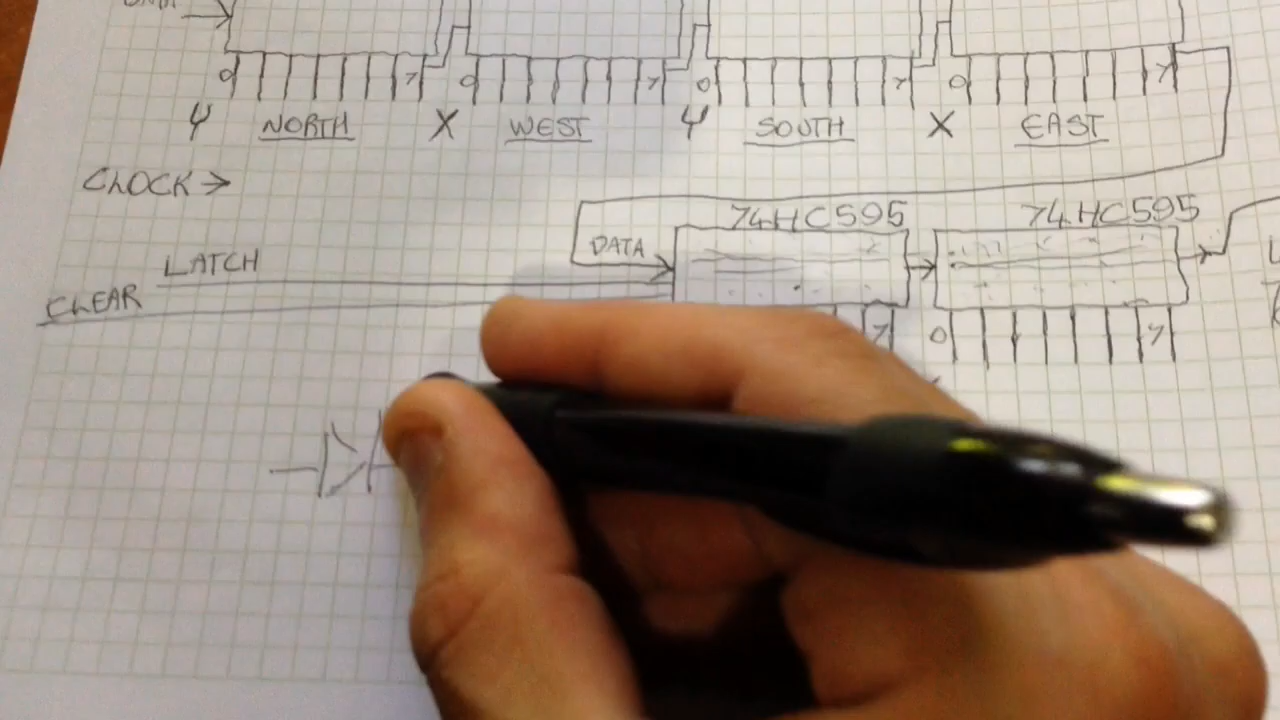 0 7 0 7 0 7 0 7
Y NORTH X WEST Y SOUTH X EAST
CLOCK
74HC595 74HC595
DATA
LATCH
CLEAR
7 0 7